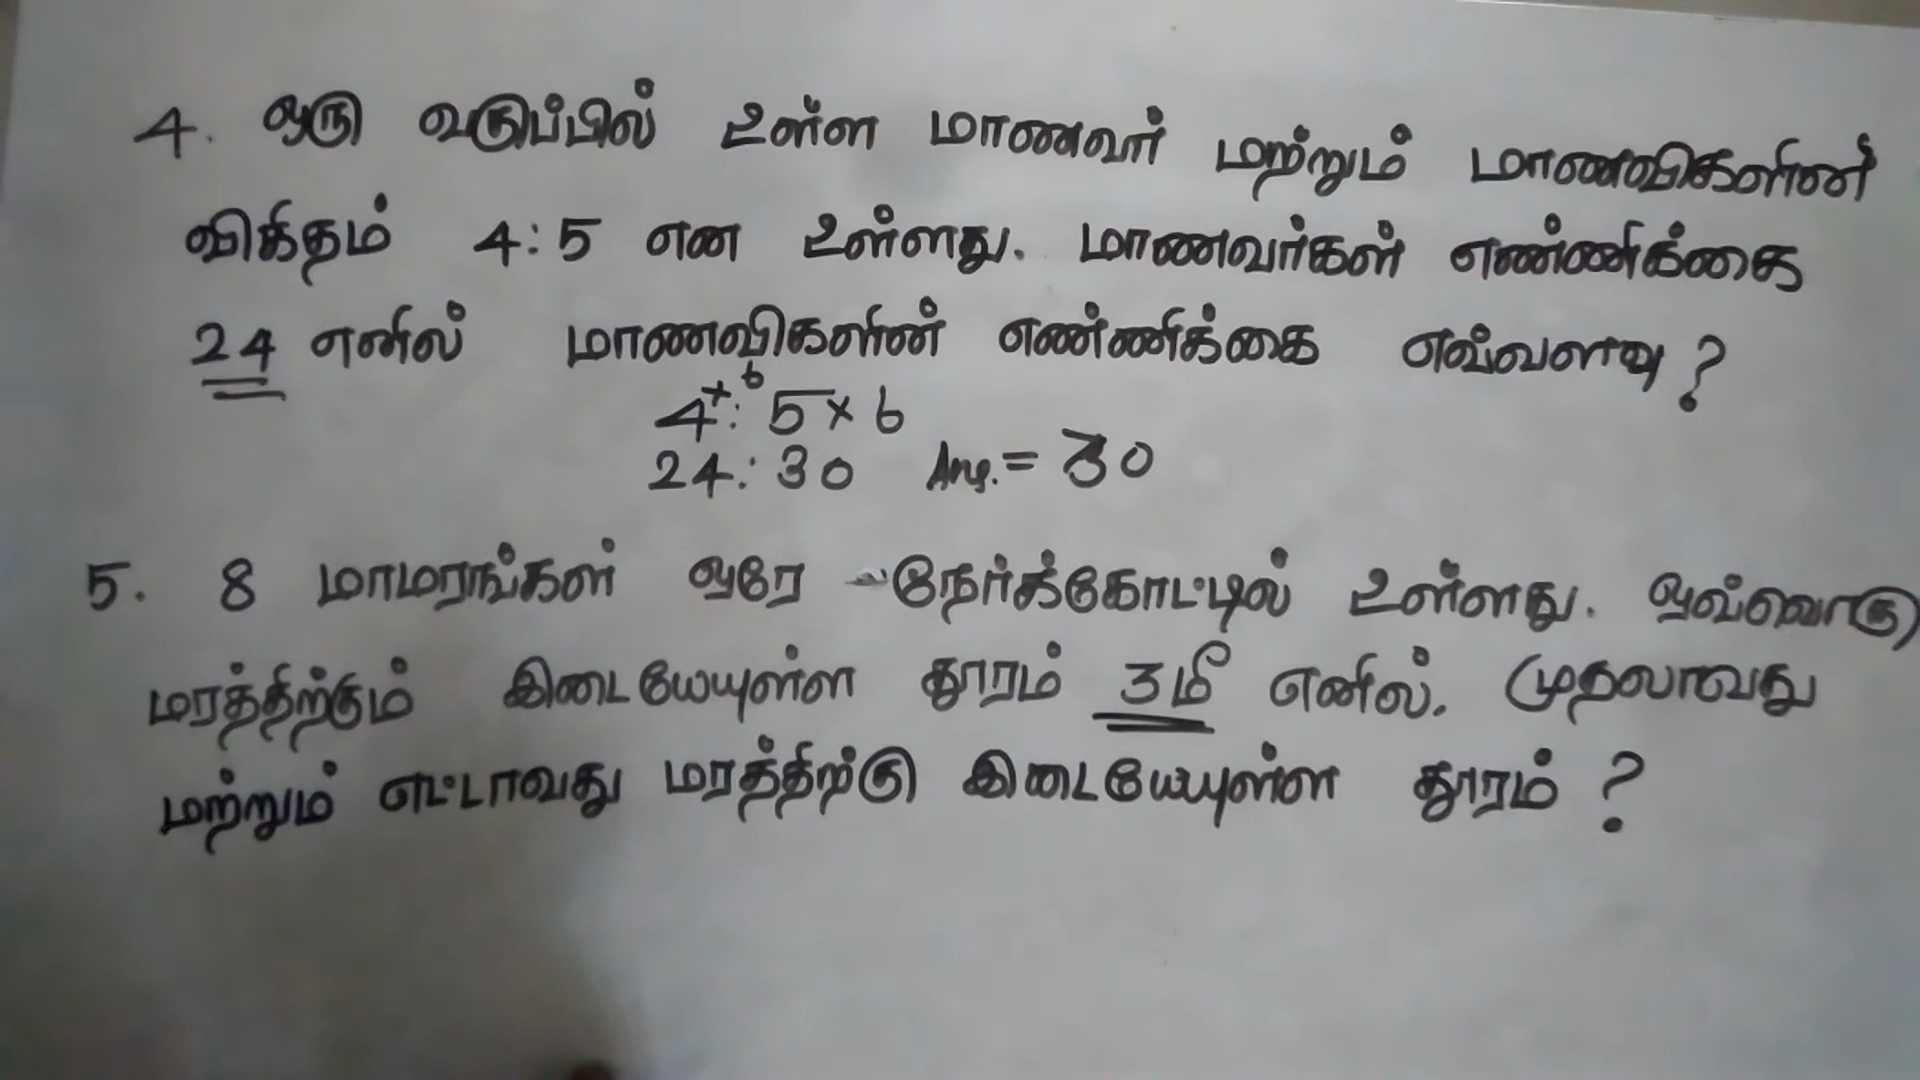 4. ஒரு வகுப்பில் உள்ள மாணவர் மற்றும் மாணவிகளின்
விகிதம் 4:5 என உள்ளது. மாணவர்கள் எண்ணிக்கை
24 எனில் மாணவிகளின் எண்ணிக்கை எவ்வளவு?
4×6: 5×6
24: 30 Ans.= 30
5. 8 மாமரங்கள் ஒரே நேர்க்கோட்டில் உள்ளது. ஒவ்வொரு
மரத்திற்கும் இடையேயுள்ள தூரம் 3மீ எனில். முதலாவது
மற்றும் எட்டாவது மரத்திற்கு இடையேயுள்ள தூரம்?